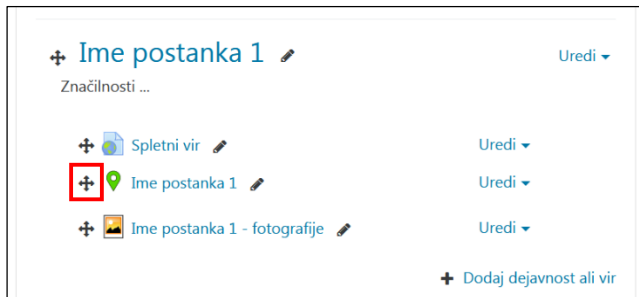 Ime postanka 1 Uredi
Značilnosti ...
Spletni vir Uredi
Ime postanka 1 Uredi
Ime postanka 1 - fotografije Uredi
Dodaj dejavnost ali vir